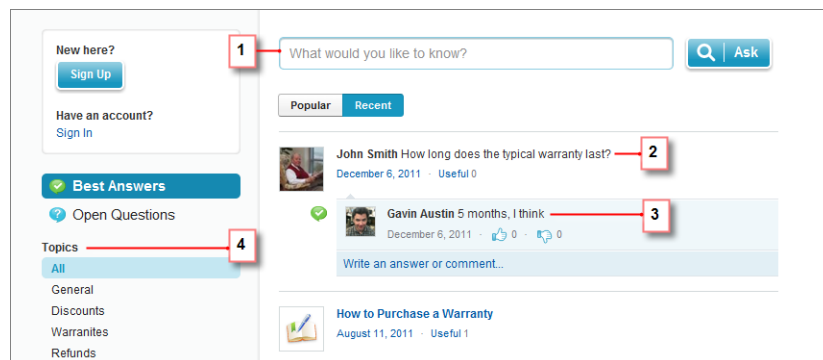 New here?
Sign Up
Have an account?
Sign In
Best Answers
Open Questions
Topics
4
All
General
Discounts
Warranites
Refunds
1
What would you like to know?
Ask
Popular Recent
John Smith How long does the typical warranty last?
2
December 6, 2011 · Useful 0
Gavin Austin 5 months, I think
3
December 6, 2011 · 0 · 0
Write an answer or comment...
How to Purchase a Warranty
August 11, 2011 · Useful 1